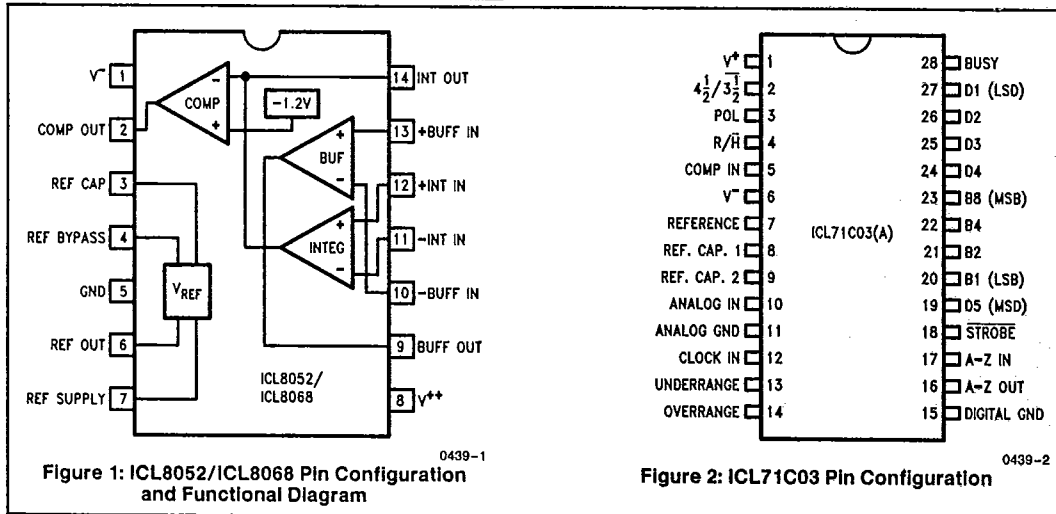 V⁻ 1
COMP OUT 2
REF CAP 3
REF BYPASS 4
GND 5
REF OUT 6
REF SUPPLY 7
COMP
-
+
-1.2V
+
BUF
-
+
INTEG
-
VREF
ICL8052/
ICL8068
14 INT OUT
13 +BUFF IN
12 +INT IN
11 -INT IN
10 -BUFF IN
9 BUFF OUT
8 V⁺⁺
0439-1
Figure 1: ICL8052/ICL8068 Pin Configuration
and Functional Diagram
V⁺ 1
4½/3½ 2
POL 3
R/H̅ 4
COMP IN 5
V⁻ 6
REFERENCE 7
REF. CAP. 1 8
REF. CAP. 2 9
ANALOG IN 10
ANALOG GND 11
CLOCK IN 12
UNDERRANGE 13
OVERRANGE 14
ICL71C03(A)
28 BUSY
27 D1 (LSD)
26 D2
25 D3
24 D4
23 B8 (MSB)
22 B4
21 B2
20 B1 (LSB)
19 D5 (MSD)
18 STROBE
17 A-Z IN
16 A-Z OUT
15 DIGITAL GND
0439-2
Figure 2: ICL71C03 Pin Configuration